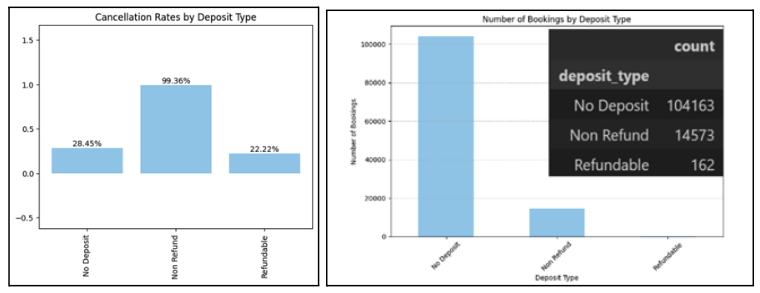 Cancellation Rates by Deposit Type
1.5
1.0
0.5
0.0
−0.5
28.45%
99.36%
22.22%
No Deposit
Non Refund
Refundable
Number of Bookings by Deposit Type
Number of Bookings
100000
80000
60000
40000
20000
0
count
deposit_type
No Deposit 104163
Non Refund 14573
Refundable 162
No Deposit
Non Refund
Refundable
Deposit Type